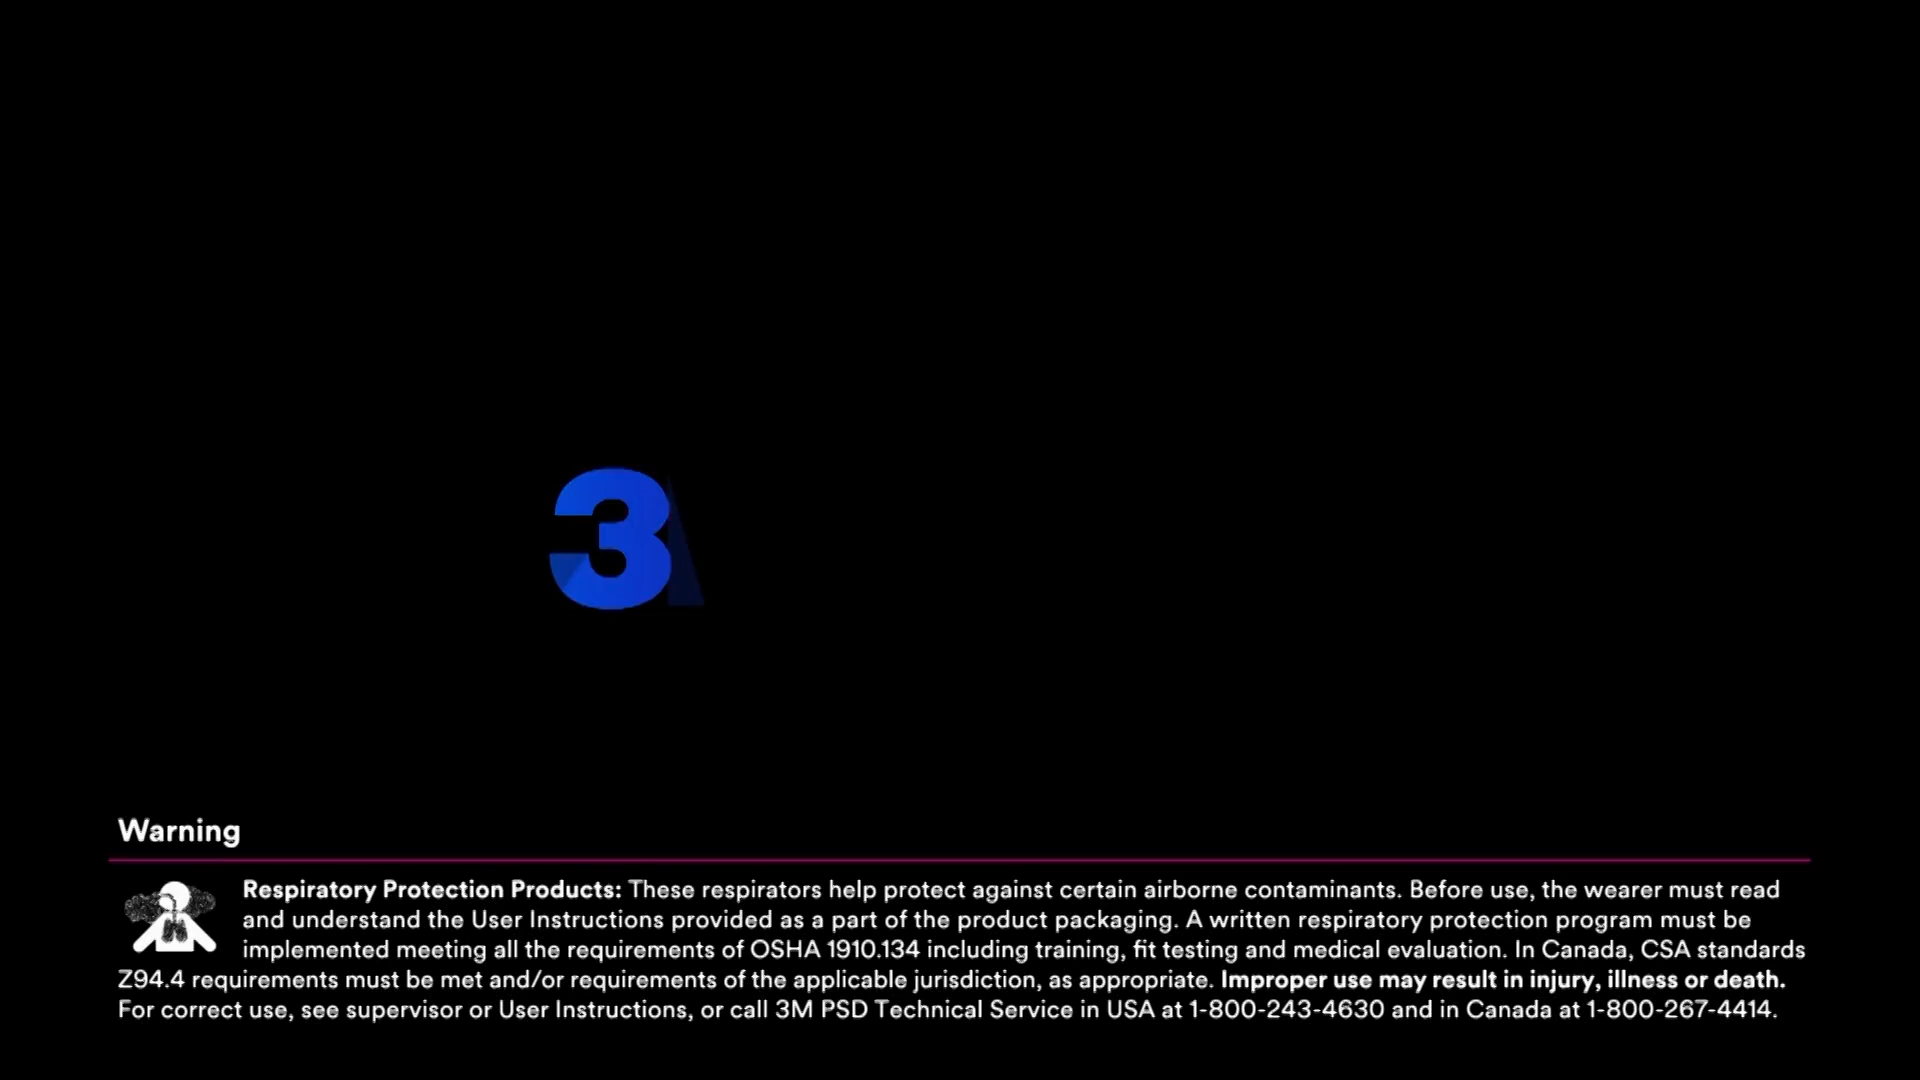 3
Warning
Respiratory Protection Products: These respirators help protect against certain airborne contaminants. Before use, the wearer must read
and understand the User Instructions provided as a part of the product packaging. A written respiratory protection program must be
implemented meeting all the requirements of OSHA 1910.134 including training, fit testing and medical evaluation. In Canada, CSA standards
Z94.4 requirements must be met and/or requirements of the applicable jurisdiction, as appropriate. Improper use may result in injury, illness or death.
For correct use, see supervisor or User Instructions, or call 3M PSD Technical Service in USA at 1-800-243-4630 and in Canada at 1-800-267-4414.